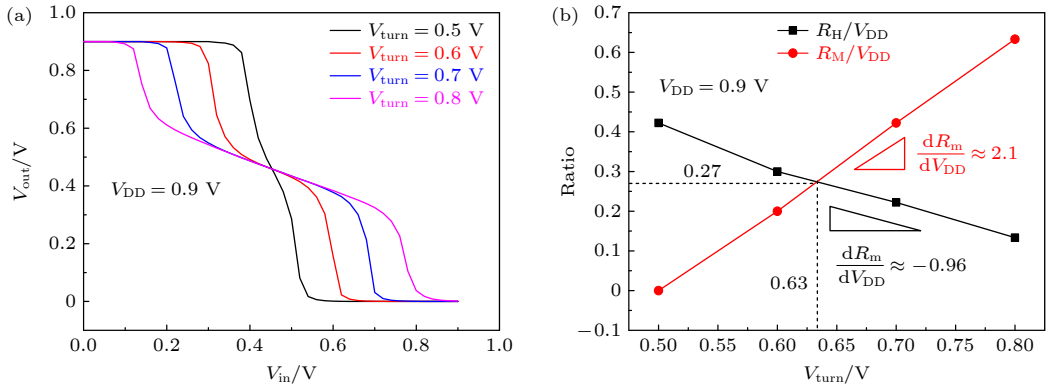 (a)
V_turn = 0.5 V
V_turn = 0.6 V
V_turn = 0.7 V
V_turn = 0.8 V
V_DD = 0.9 V
V_out/V
1.0
0.8
0.6
0.4
0.2
0
0.0 0.2 0.4 0.6 0.8 1.0
V_in/V
(b)
R_H/V_DD
R_M/V_DD
V_DD = 0.9 V
0.27
0.63
dR_m
dV_DD
≈ 2.1
dR_m
dV_DD
≈ −0.96
Ratio
0.7
0.6
0.5
0.4
0.3
0.2
0.1
0
−0.1
0.50 0.55 0.60 0.65 0.70 0.75 0.80
V_turn/V